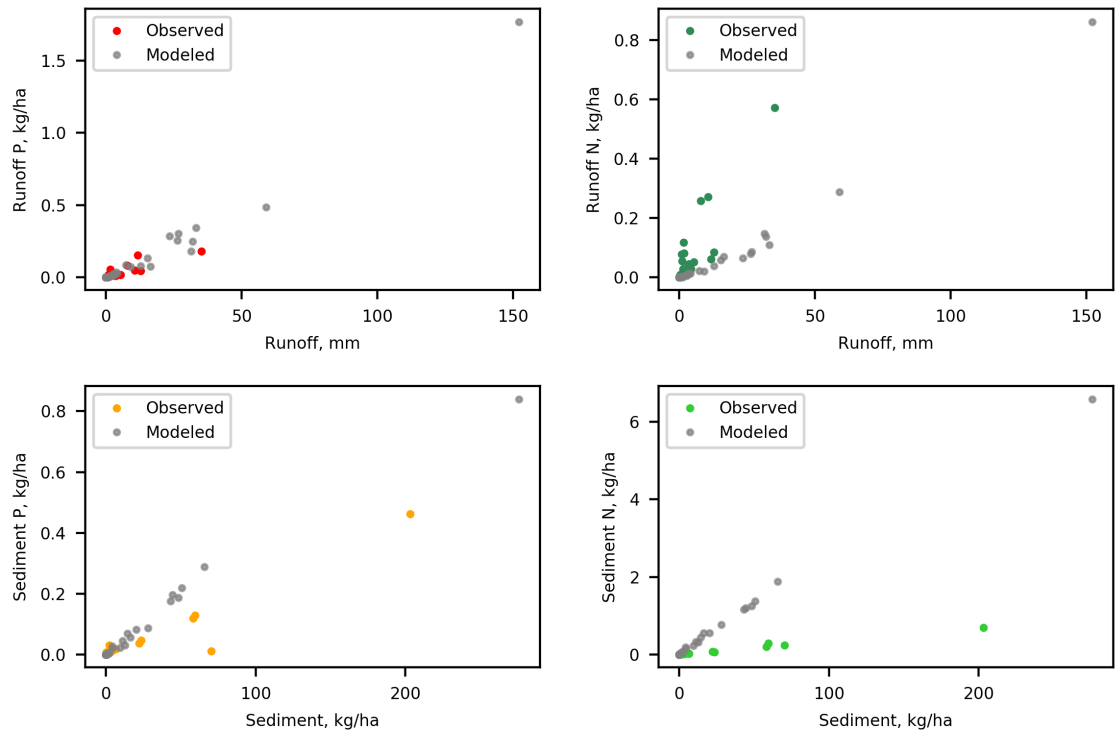 Observed
Modeled
1.5
1.0
0.5
0.0
Runoff P, kg/ha
0
50
100
150
Runoff, mm
Observed
Modeled
0.8
0.6
0.4
0.2
0.0
Runoff N, kg/ha
0
50
100
150
Runoff, mm
Observed
Modeled
0.8
0.6
0.4
0.2
0.0
Sediment P, kg/ha
0
100
200
Sediment, kg/ha
Observed
Modeled
6
4
2
0
Sediment N, kg/ha
0
100
200
Sediment, kg/ha